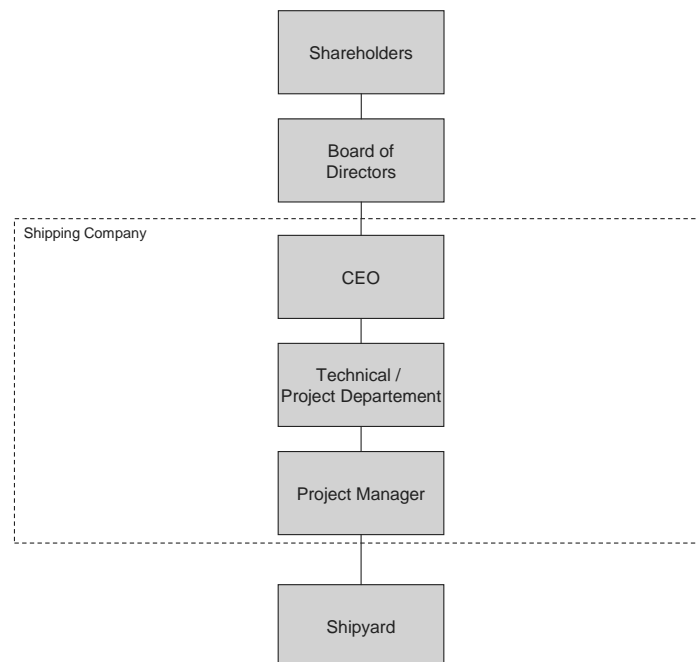 Shareholders
Board of
Directors
Shipping Company
CEO
Technical /
Project Departement
Project Manager
Shipyard